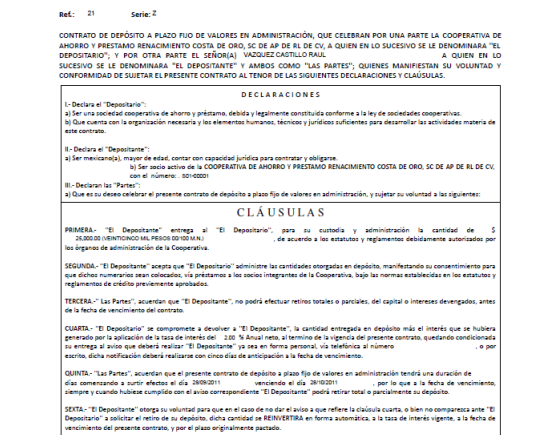 Ref.: 21 Serie: Z
CONTRATO DE DEPÓSITO A PLAZO FIJO DE VALORES EN ADMINISTRACIÓN, QUE CELEBRAN POR UNA PARTE LA COOPERATIVA DE
AHORRO Y PRESTAMO RENACIMIENTO COSTA DE ORO, SC DE AP DE RL DE CV, A QUIEN EN LO SUCESIVO SE LE DENOMINARA "EL
DEPOSITARIO"; Y POR OTRA PARTE EL SEÑOR(A) VAZQUEZ CASTILLO RAUL A QUIEN EN LO
SUCESIVO SE LE DENOMINARA "EL DEPOSITANTE" Y AMBOS COMO "LAS PARTES"; QUIENES MANIFIESTAN SU VOLUNTAD Y
CONFORMIDAD DE SUJETAR EL PRESENTE CONTRATO AL TENOR DE LAS SIGUIENTES DECLARACIONES Y CLAÚSULAS.
DECLARACIONES
I.- Declara el "Depositario":
a) Ser una sociedad cooperativa de ahorro y préstamo, debida y legalmente constituida conforme a la ley de sociedades cooperativas.
b) Que cuenta con la organización necesaria y los elementos humanos, técnicos y jurídicos suficientes para desarrollar las actividades materia de
este contrato.
II.- Declara el "Depositante":
a) Ser mexicano(a), mayor de edad, contar con capacidad jurídica para contratar y obligarse.
b) Ser socio activo de la COOPERATIVA DE AHORRO Y PRESTAMO RENACIMIENTO COSTA DE ORO, SC DE AP DE RL DE CV,
con el número:
III.- Declaran las "Partes":
a) Que es su deseo celebrar el presente contrato de depósito a plazo fijo de valores en administración, y sujetar su voluntad a las siguientes:
CLÁUSULAS
PRIMERA.- "El Depositante" entrega al "El Depositario", para su custodia y administración la cantidad de $
25,000.00 (VEINTICINCO MIL PESOS 00/100 M.N.) , de acuerdo a los estatutos y reglamentos debidamente autorizados por
los órganos de administración de la Cooperativa.
SEGUNDA.- "El Depositante" acepta que "El Depositario" administre las cantidades otorgadas en depósito, manifestando su consentimiento para
que dichos numerarios sean colocados, vía préstamos a los socios integrantes de la Cooperativa, bajo las normas establecidas en los estatutos y
reglamentos de crédito previamente aprobados.
TERCERA.- " Las Partes", acuerdan que "El Depositante", no podrá efectuar retiros totales o parciales, del capital o intereses devengados, antes
de la fecha de vencimiento del contrato.
CUARTA.- "El Depositario" se compromete a devolver a "El Depositante", la cantidad entregada en depósito más el interés que se hubiera
generado por la aplicación de la tasa de interés del 2.00 % Anual neto, al termino de la vigencia del presente contrato, quedando condicionada
su entrega al aviso que deberá realizar "El Depositante" ya sea en forma personal, vía telefónica al número , o por
escrito, dicha notificación deberá realizarse con cinco días de anticipación a la fecha de vencimiento.
QUINTA.- "Las Partes", acuerdan que el presente contrato de depósito a plazo fijo de valores en administración tendrá una duración de
días comenzando a surtir efectos el día 28/09/2011 venciendo el día 28/10/2011 , por lo que a la fecha de vencimiento,
siempre y cuando hubiese cumplido con el aviso correspondiente "El Depositante" podrá retirar total o parcialmente su depósito.
SEXTA.- "El Depositante" otorga su voluntad para que en el caso de no dar el aviso a que refiere la cláusula cuarta, o bien no comparezca ante "El
Depositario" a solicitar el retiro de su depósito, dicha cantidad de REINVERTIRA en forma automática, a la tasa de interés vigente, a la fecha de
vencimiento del presente contrato, y por el plazo originalmente pactado.